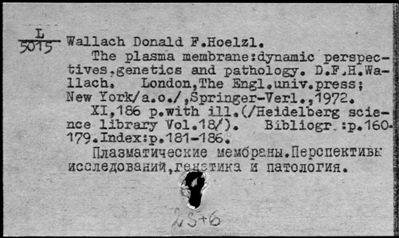 L
5015
Wallach Donald F.Hoelzl.
The plasma membrane:dynamic perspec-
tives,genetics and pathology. D.F.H.Wa-
llach. London,The Engl.univ.press;
New York/a.o./,Springer-Verl.,1972.
XI,186 p.with ill.(/Heidelberg scie-
nce library Vol.18/). Bibliogr.:p.160-
179.Index:p.181-186.
Плазматические мембраны.Перспективы
исследований,генетика и патология.
25+6